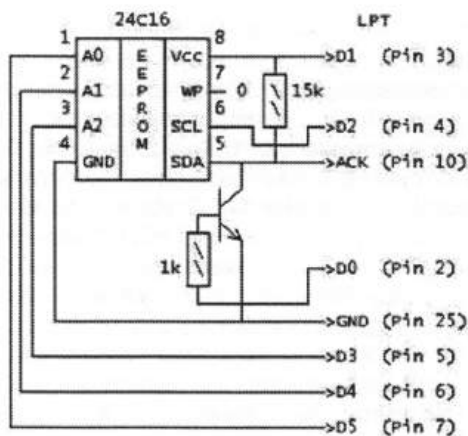 24C16 LPT
1 8
A0 E Vcc D1 (Pin 3)
2 E 7
A1 P WP 0 15k
3 R 6
A2 O SCL D2 (Pin 4)
4 M 5
GND SDA ACK (Pin 10)
1k D0 (Pin 2)
GND (Pin 25)
D3 (Pin 5)
D4 (Pin 6)
D5 (Pin 7)